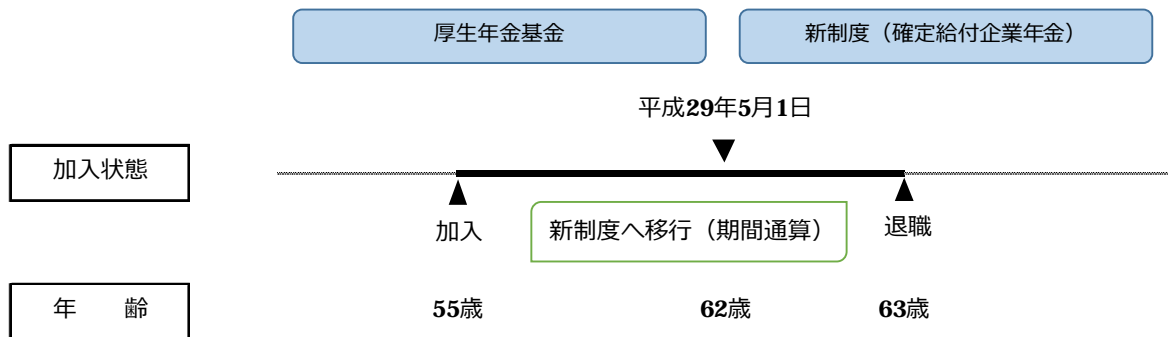 厚生年金基金 新制度（確定給付企業年金）
平成29年5月1日
▼
加入状態
▲ ▲
加入 新制度へ移行（期間通算） 退職
年　　齢 55歳 62歳 63歳